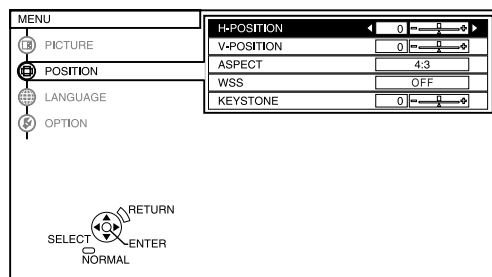 MENU
PICTURE
POSITION
LANGUAGE
OPTION
H-POSITION 0
V-POSITION 0
ASPECT 4:3
WSS OFF
KEYSTONE 0
RETURN
SELECT
ENTER
NORMAL